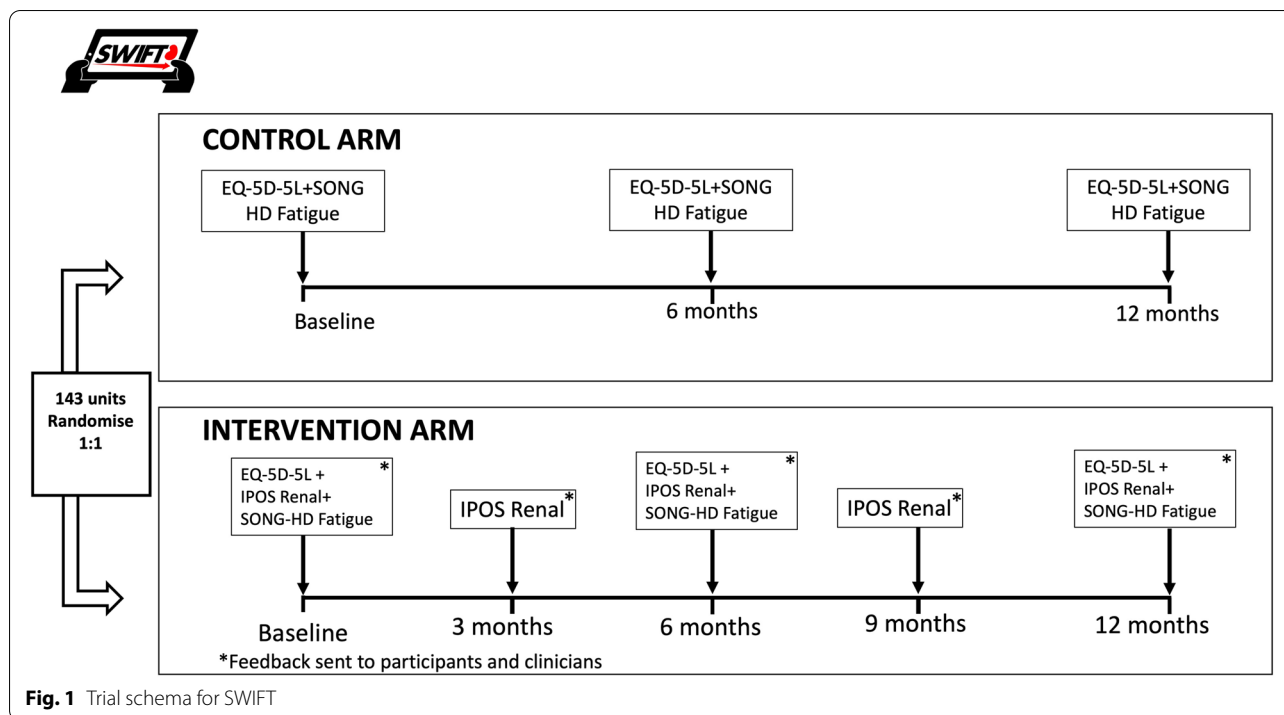 SWIFT
CONTROL ARM
EQ-5D-5L+SONG
HD Fatigue
EQ-5D-5L+SONG
HD Fatigue
EQ-5D-5L+SONG
HD Fatigue
Baseline
6 months
12 months
143 units
Randomise
1:1
INTERVENTION ARM
EQ-5D-5L + *
IPOS Renal+
SONG-HD Fatigue
IPOS Renal*
EQ-5D-5L + *
IPOS Renal+
SONG-HD Fatigue
IPOS Renal*
EQ-5D-5L + *
IPOS Renal+
SONG-HD Fatigue
Baseline
3 months
6 months
9 months
12 months
*Feedback sent to participants and clinicians
Fig. 1 Trial schema for SWIFT